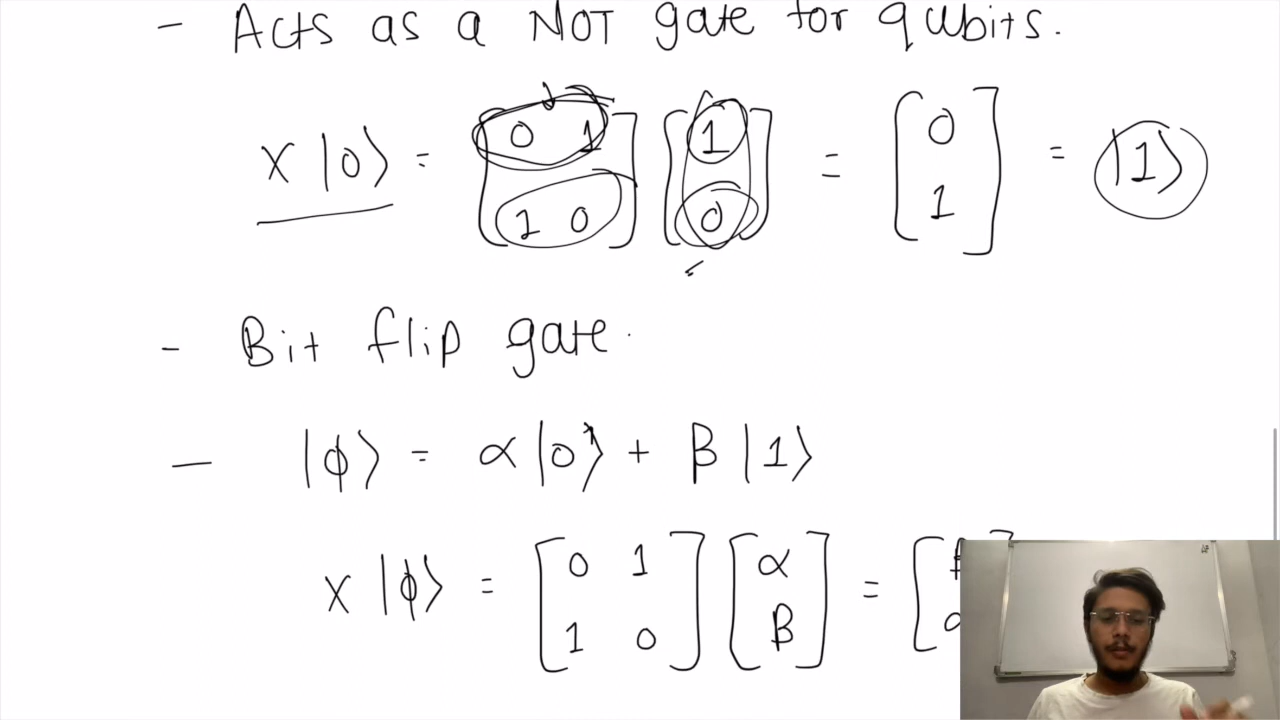 - Acts as a NOT gate for qubits.
X |0⟩ = [0 1; 1 0] [1; 0] = [0; 1] = |1⟩
- Bit flip gate.
- |ϕ⟩ = α |0⟩ + β |1⟩
X |ϕ⟩ = [0 1; 1 0] [α; β] = [